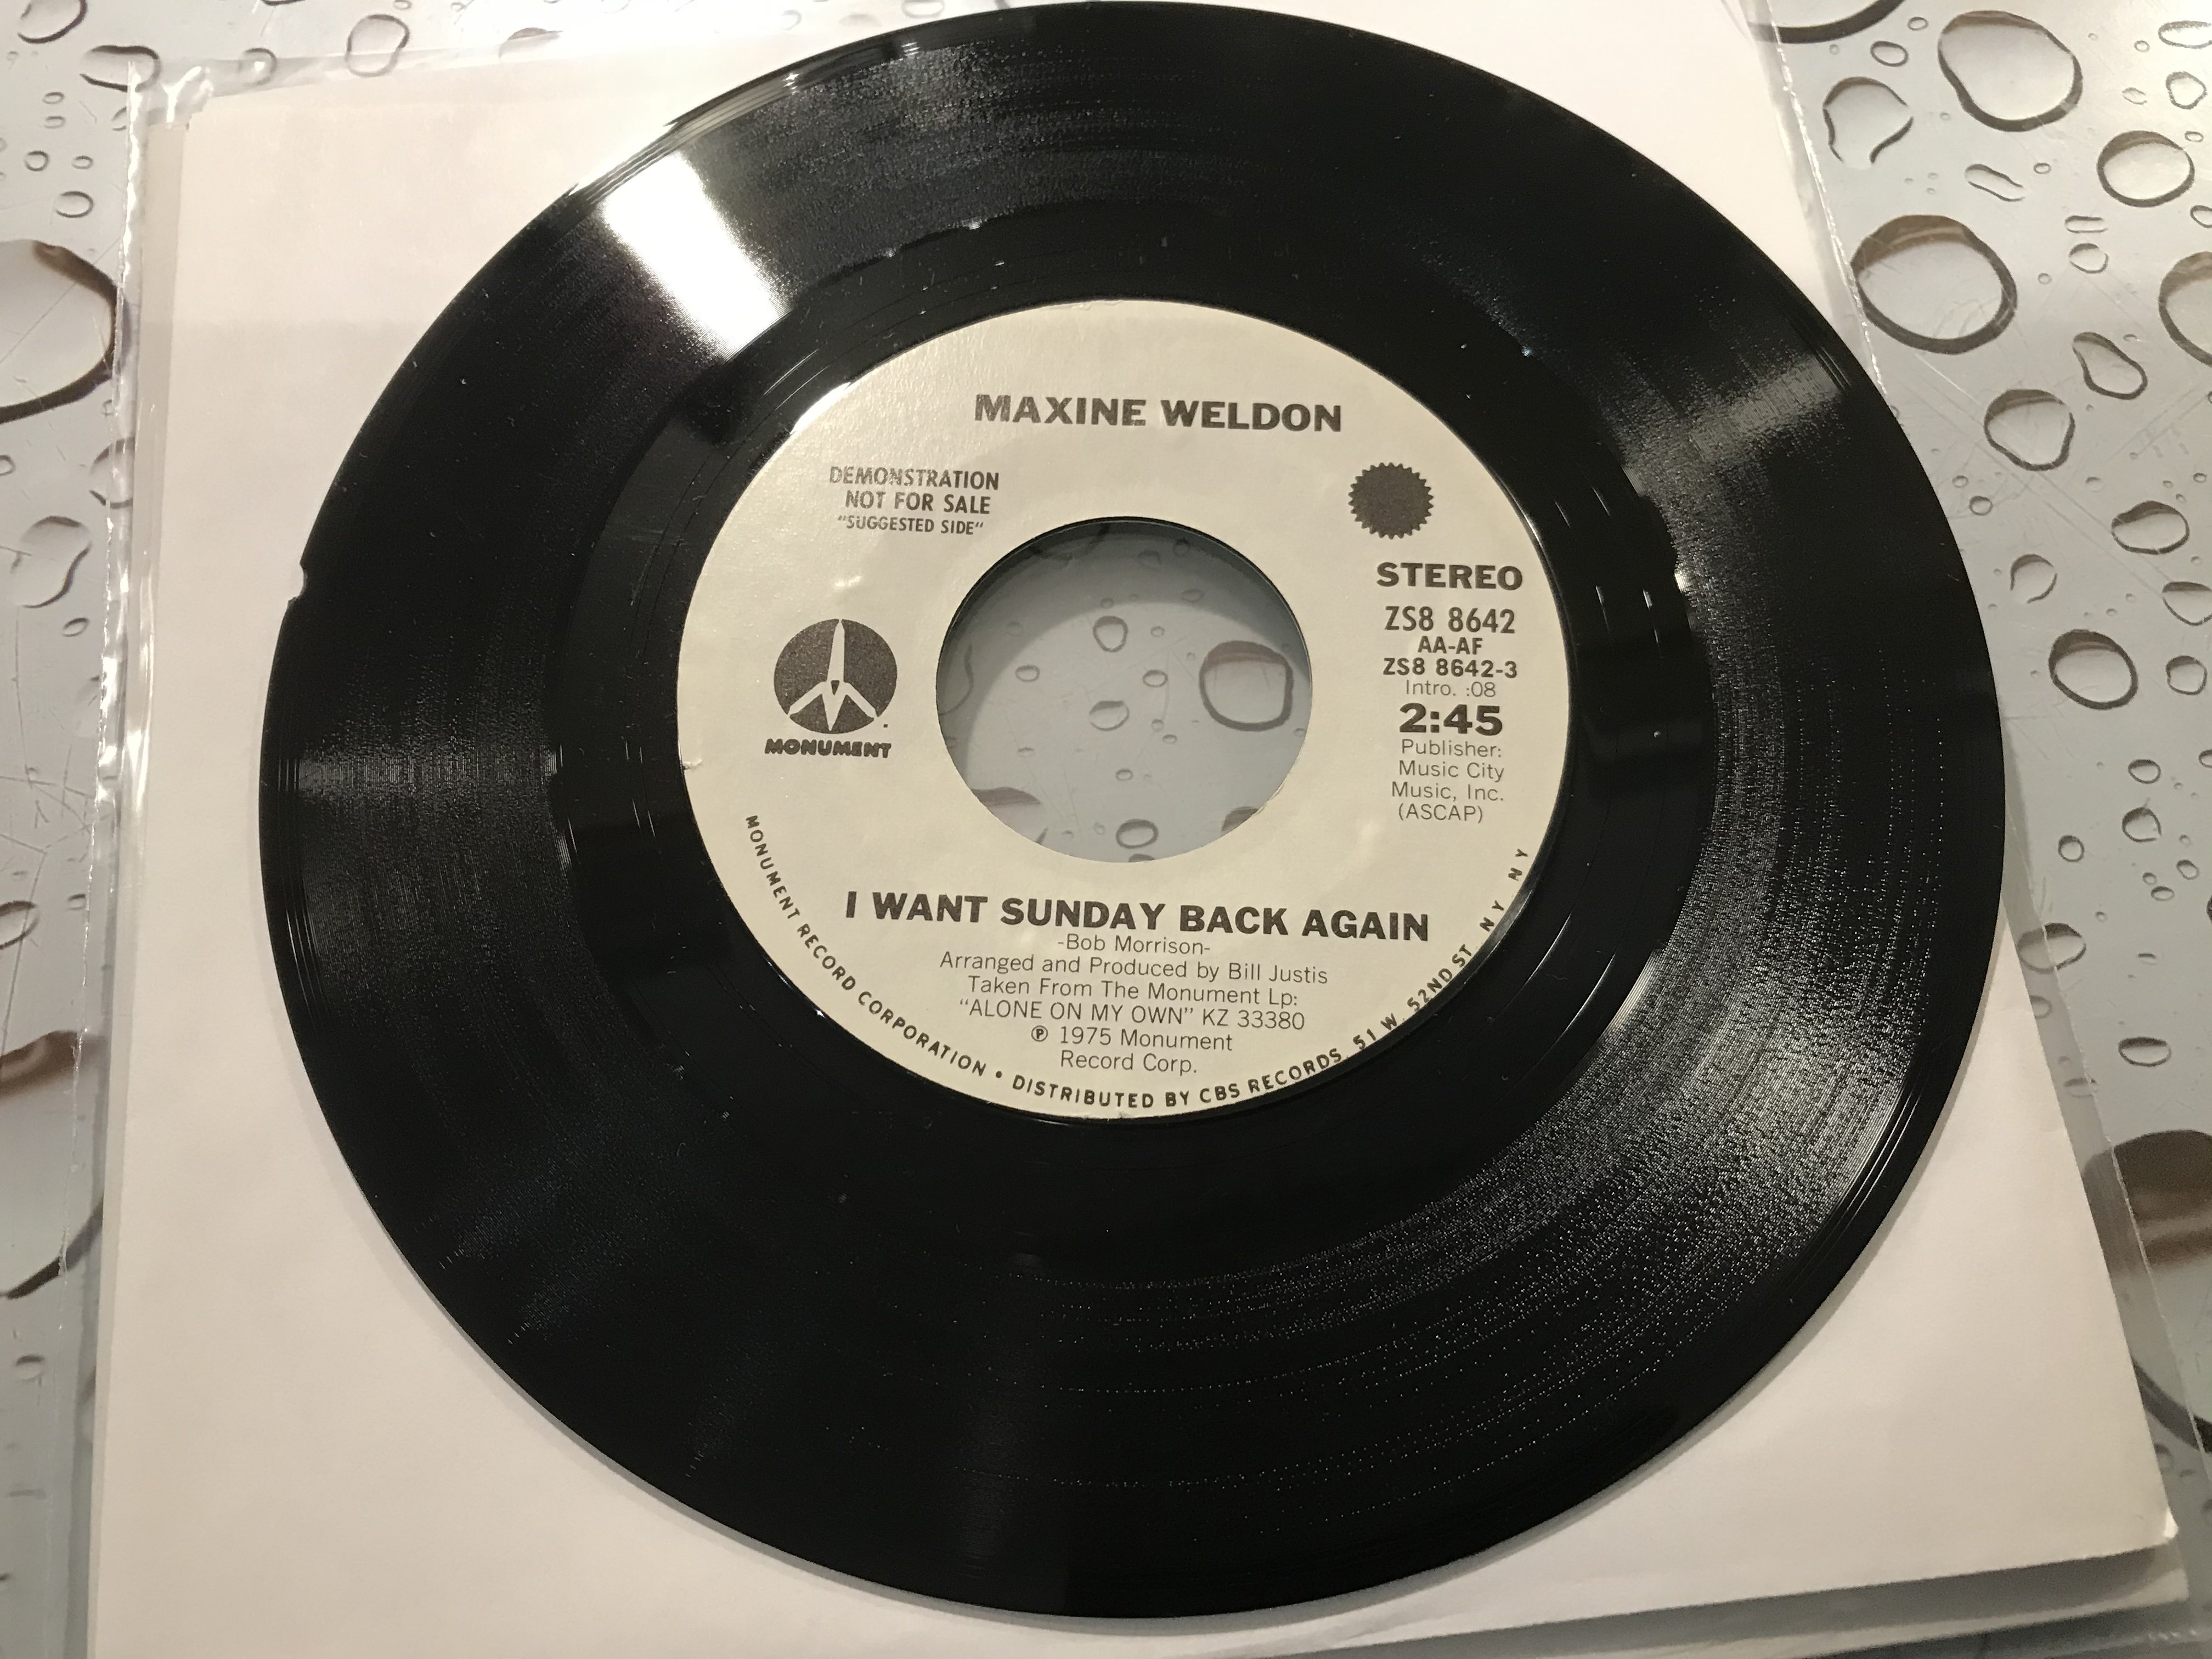 MAXINE WELDON
DEMONSTRATION
NOT FOR SALE
"SUGGESTED SIDE"
MONUMENT
STEREO
ZS8 8642
AA-AF
ZS8 8642-3
Intro. :08
2:45
Publisher:
Music City
Music, Inc.
(ASCAP)
I WANT SUNDAY BACK AGAIN
-Bob Morrison-
Arranged and Produced by Bill Justis
Taken From The Monument Lp:
"ALONE ON MY OWN" KZ 33380
℗ 1975 Monument
Record Corp.
MONUMENT RECORD CORPORATION • DISTRIBUTED BY CBS RECORDS, 51 W. 52ND ST N Y N Y